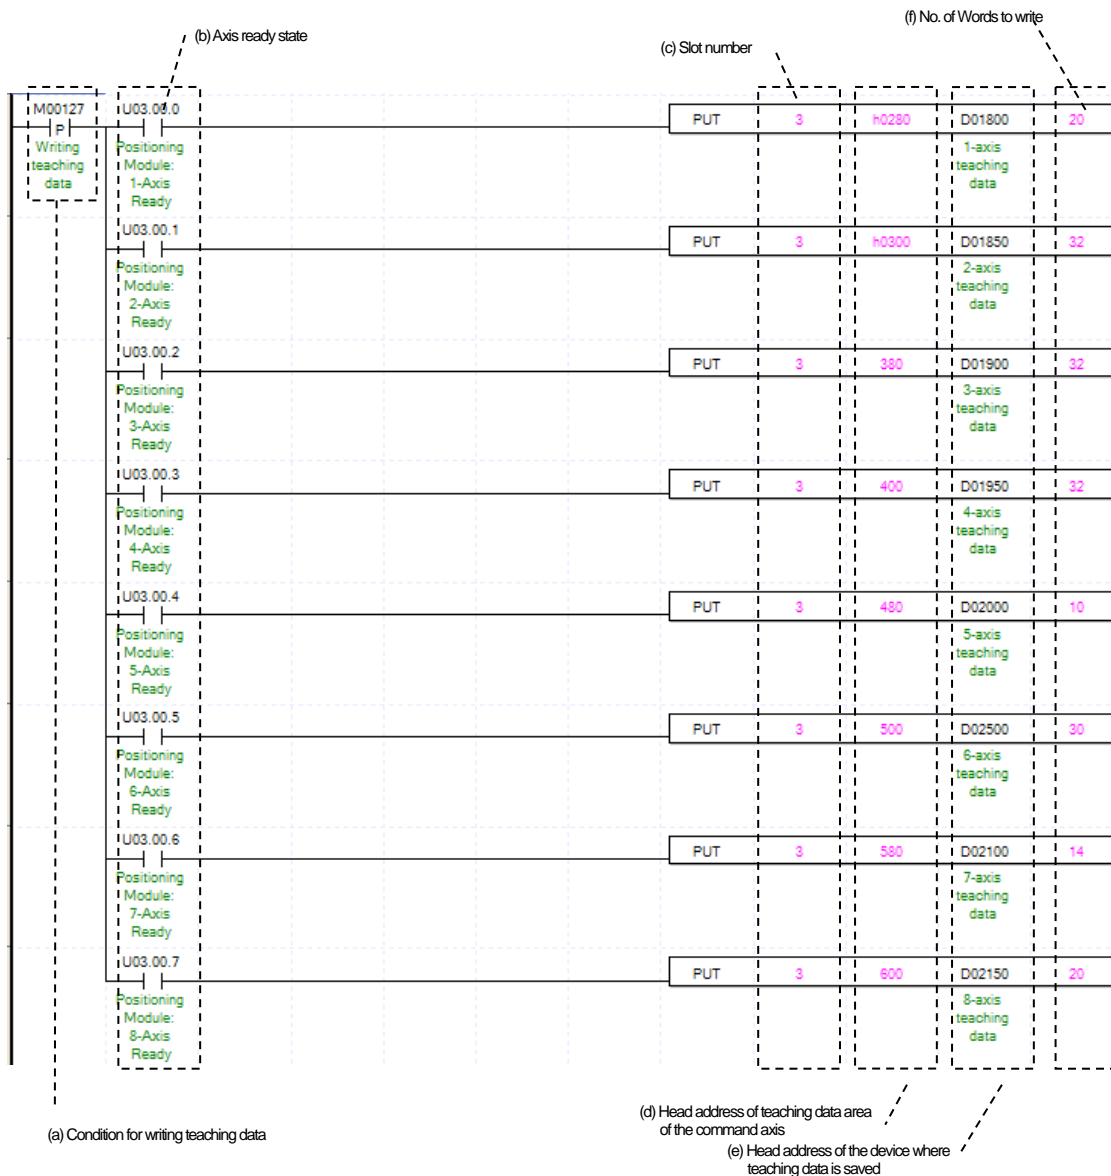 (f) No. of Words to write
(b) Axis ready state
(c) Slot number
M00127
P
Writing
teaching
data
U03.00.0
Positioning
Module:
1-Axis
Ready
PUT 3 h0280 D01800 20
1-axis
teaching
data
U03.00.1
Positioning
Module:
2-Axis
Ready
PUT 3 h0300 D01850 32
2-axis
teaching
data
U03.00.2
Positioning
Module:
3-Axis
Ready
PUT 3 380 D01900 32
3-axis
teaching
data
U03.00.3
Positioning
Module:
4-Axis
Ready
PUT 3 400 D01950 32
4-axis
teaching
data
U03.00.4
Positioning
Module:
5-Axis
Ready
PUT 3 480 D02000 10
5-axis
teaching
data
U03.00.5
Positioning
Module:
6-Axis
Ready
PUT 3 500 D02500 30
6-axis
teaching
data
U03.00.6
Positioning
Module:
7-Axis
Ready
PUT 3 580 D02100 14
7-axis
teaching
data
U03.00.7
Positioning
Module:
8-Axis
Ready
PUT 3 600 D02150 20
8-axis
teaching
data
(a) Condition for writing teaching data
(d) Head address of teaching data area
of the command axis
(e) Head address of the device where
teaching data is saved